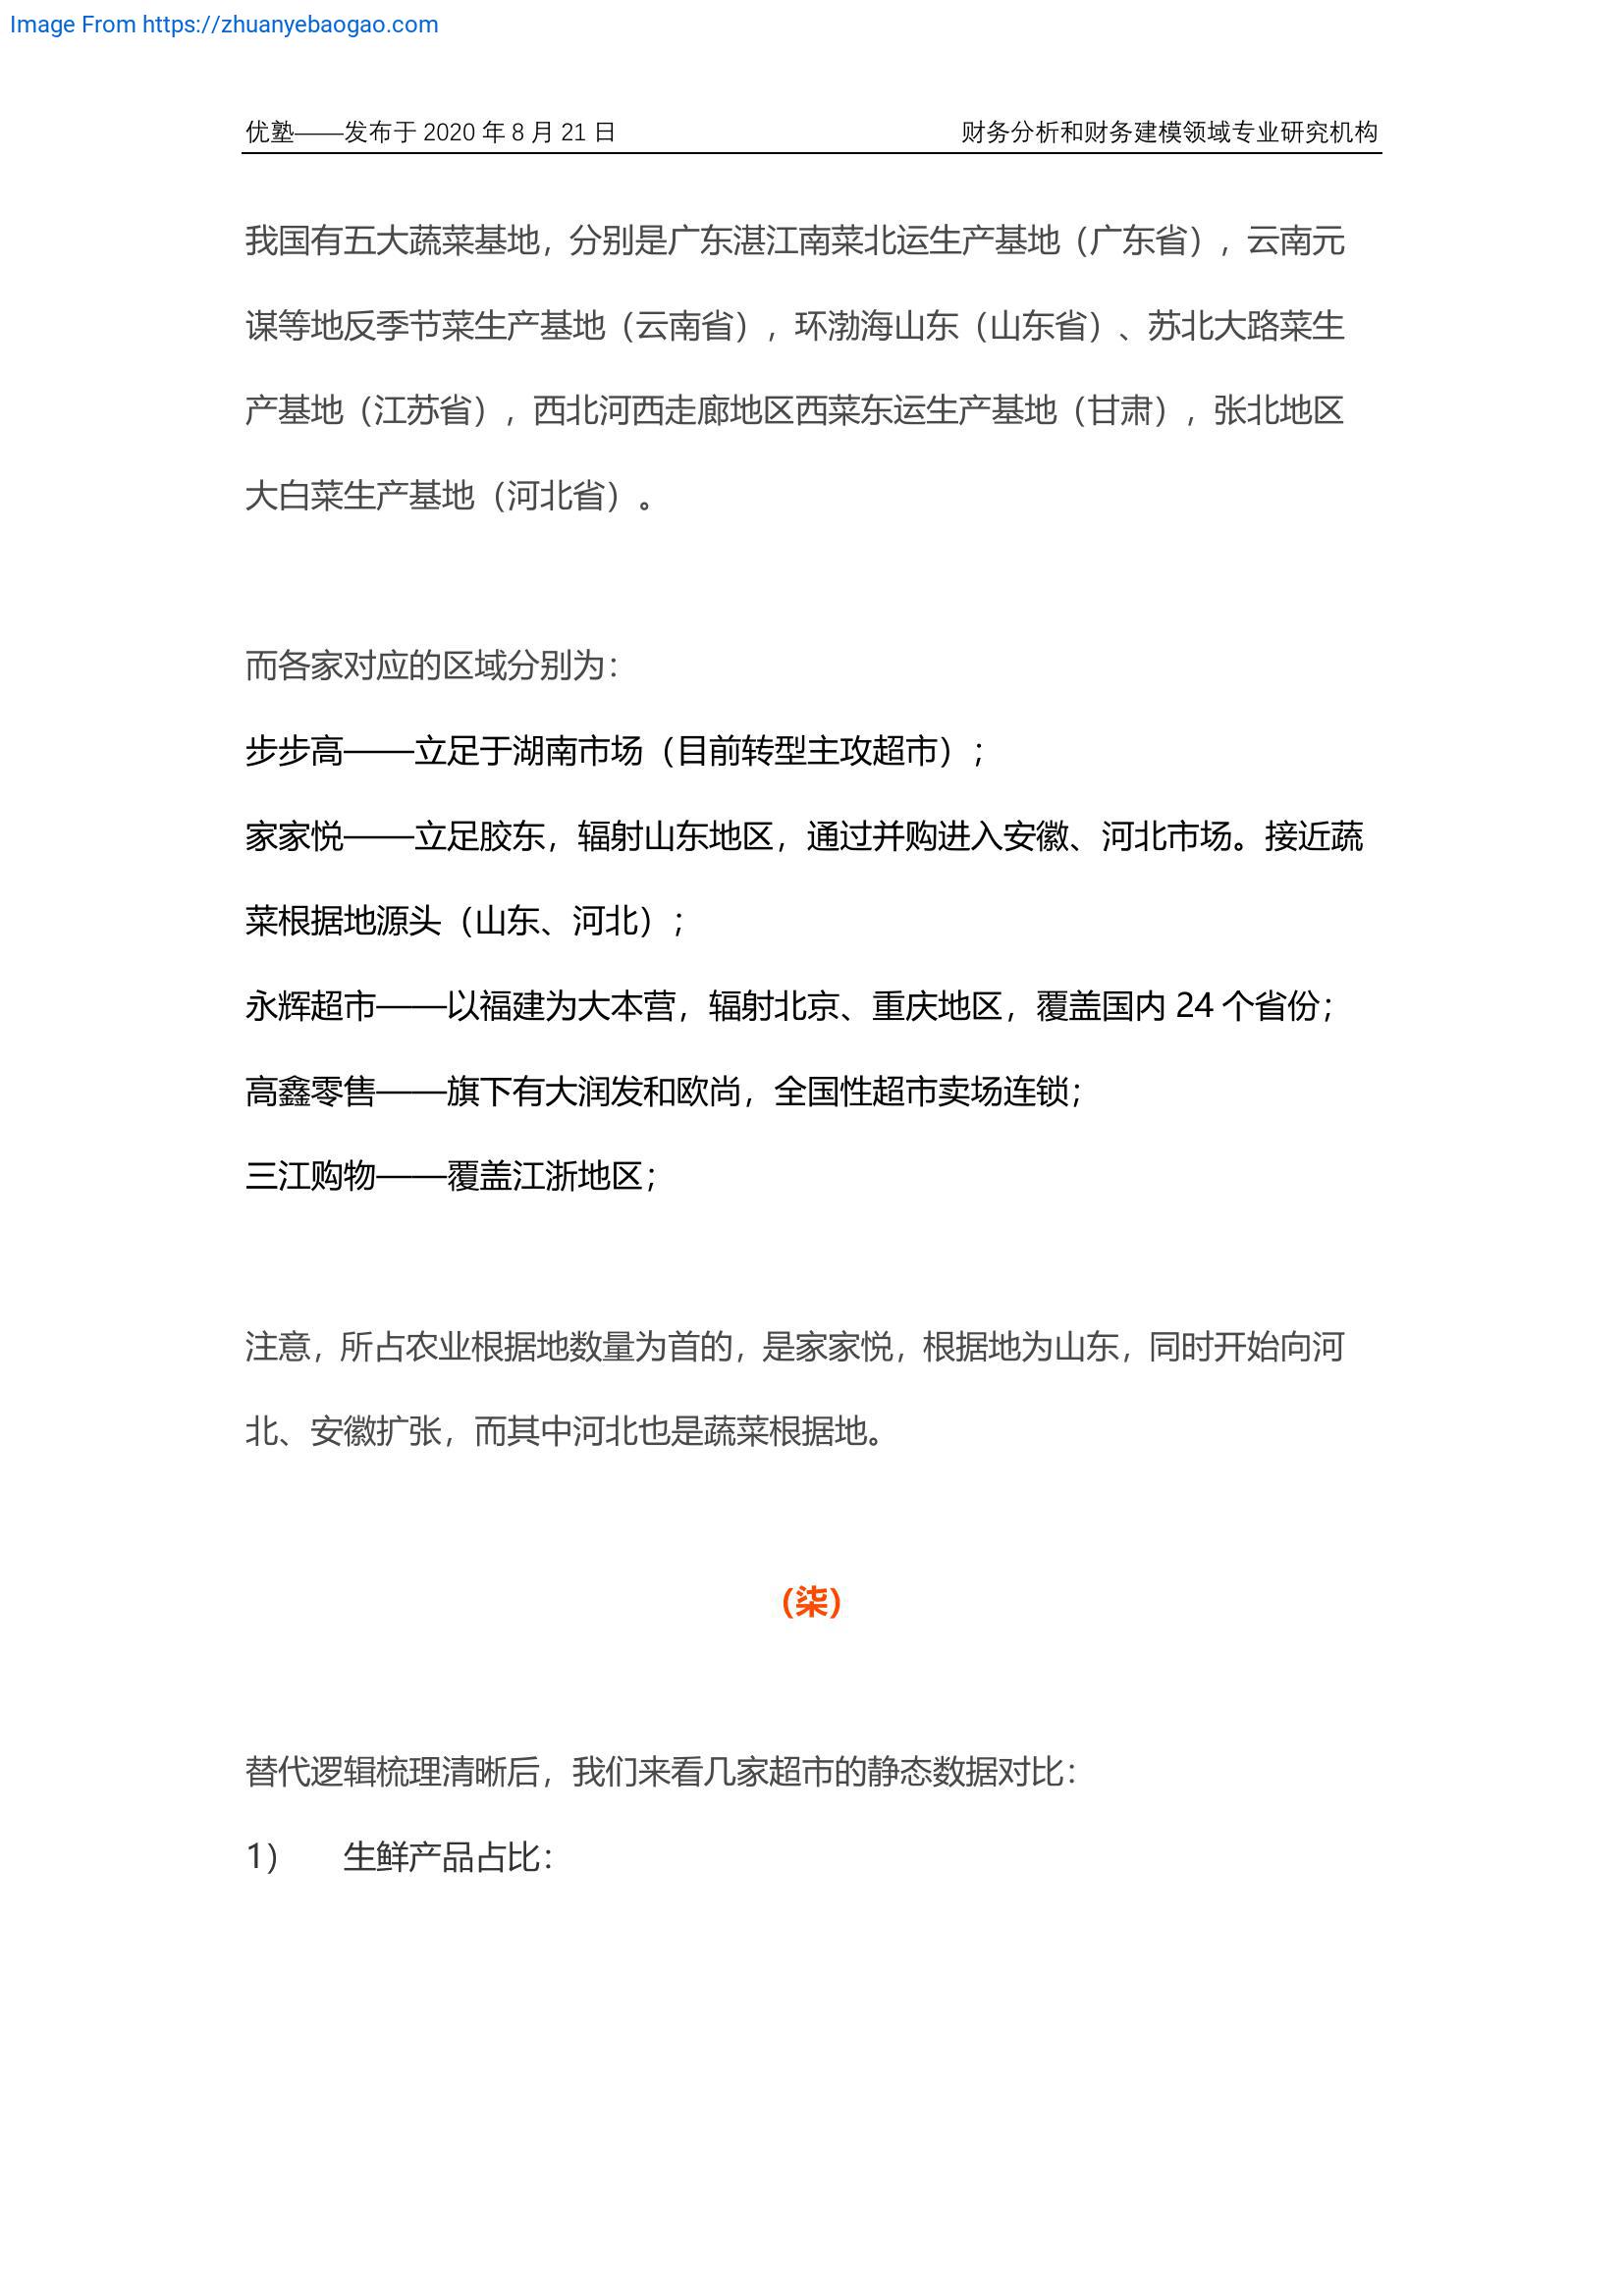 Image From https://zhuanyebaogao.com
优塾——发布于 2020 年 8 月 21 日 财务分析和财务建模领域专业研究机构
我国有五大蔬菜基地，分别是广东湛江南菜北运生产基地（广东省），云南元
谋等地反季节菜生产基地（云南省），环渤海山东（山东省）、苏北大路菜生
产基地（江苏省），西北河西走廊地区西菜东运生产基地（甘肃），张北地区
大白菜生产基地（河北省）。
而各家对应的区域分别为：
步步高——立足于湖南市场（目前转型主攻超市）；
家家悦——立足胶东，辐射山东地区，通过并购进入安徽、河北市场。接近蔬
菜根据地源头（山东、河北）；
永辉超市——以福建为大本营，辐射北京、重庆地区，覆盖国内 24 个省份；
高鑫零售——旗下有大润发和欧尚，全国性超市卖场连锁；
三江购物——覆盖江浙地区；
注意，所占农业根据地数量为首的，是家家悦，根据地为山东，同时开始向河
北、安徽扩张，而其中河北也是蔬菜根据地。
（柒）
替代逻辑梳理清晰后，我们来看几家超市的静态数据对比：
1） 生鲜产品占比：